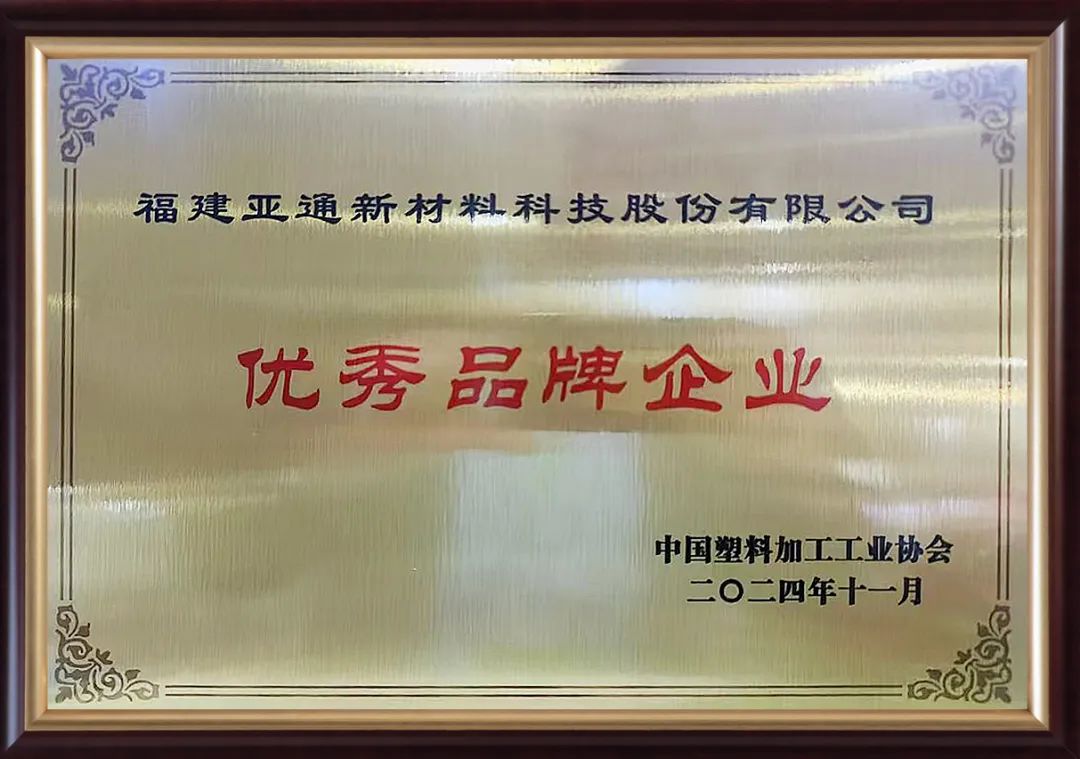 福建亚通新材料科技股份有限公司
优秀品牌企业
中国塑料加工工业协会
二〇二四年十一月